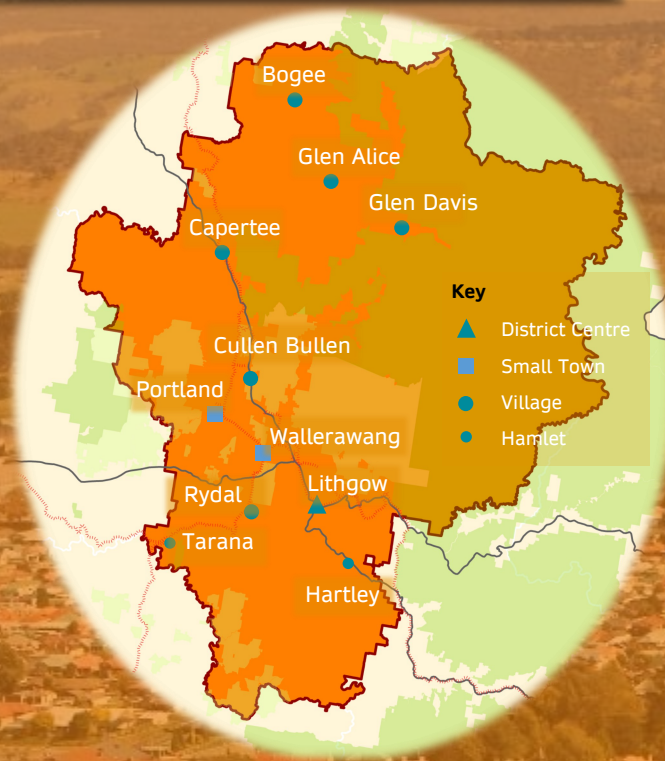 Bogee
Glen Alice
Glen Davis
Capertee
Key
District Centre
Small Town
Village
Hamlet
Cullen Bullen
Portland
Wallerawang
Lithgow
Rydal
Tarana
Hartley